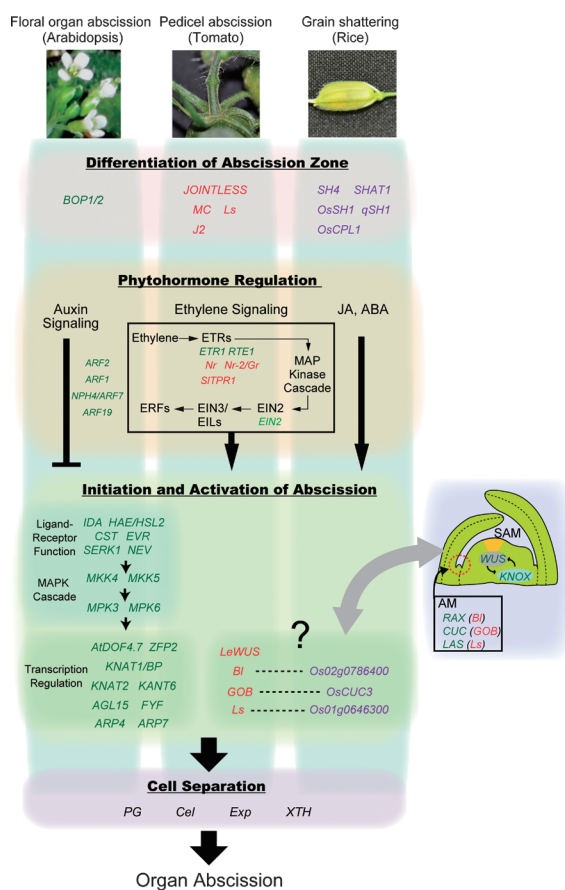 Floral organ abscission
(Arabidopsis)
Pedicel abscission
(Tomato)
Grain shattering
(Rice)
Differentiation of Abscission Zone
BOP1/2
JOINTLESS
MC Ls
J2
SH4 SHAT1
OsSH1 qSH1
OsCPL1
Phytohormone Regulation
Auxin
Signaling
Ethylene Signaling
JA, ABA
ARF2
ARF1
NPH4/ARF7
ARF19
Ethylene ETRs
ETR1 RTE1
Nr Nr-2/Gr
SlTPR1
MAP
Kinase
Cascade
ERFs EIN3/ EIN2
EILs EIN2
Initiation and Activation of Abscission
Ligand-
Receptor
Function
IDA HAE/HSL2
CST EVR
SERK1 NEV
MAPK
Cascade
MKK4 MKK5
MPK3 MPK6
Transcription
Regulation
AtDOF4.7 ZFP2
KNAT1/BP
KNAT2 KANT6
AGL15 FYF
ARP4 ARP7
?
LeWUS
Bl Os02g0786400
GOB OsCUC3
Ls Os01g0646300
SAM
WUS
KNOX
AM
RAX (Bl)
CUC (GOB)
LAS (Ls)
Cell Separation
PG Cel Exp XTH
Organ Abscission